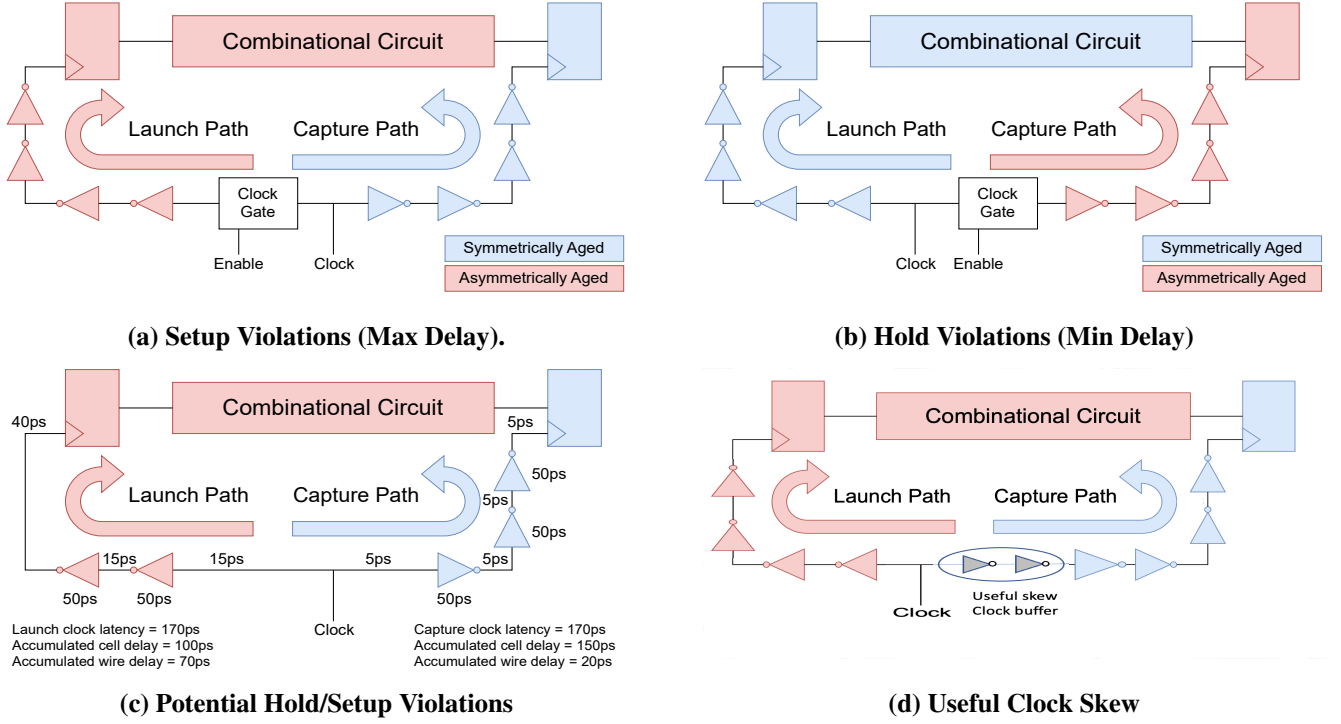 Combinational Circuit
Launch Path
Capture Path
Clock
Gate
Enable
Clock
Symmetrically Aged
Asymmetrically Aged
(a) Setup Violations (Max Delay).
Combinational Circuit
Launch Path
Capture Path
Clock
Gate
Clock
Enable
Symmetrically Aged
Asymmetrically Aged
(b) Hold Violations (Min Delay)
Combinational Circuit
40ps
5ps
Launch Path
Capture Path
50ps
5ps
50ps
15ps
15ps
5ps
5ps
50ps
50ps
50ps
Clock
Launch clock latency = 170ps
Accumulated cell delay = 100ps
Accumulated wire delay = 70ps
Capture clock latency = 170ps
Accumulated cell delay = 150ps
Accumulated wire delay = 20ps
(c) Potential Hold/Setup Violations
Combinational Circuit
Launch Path
Capture Path
Clock
Useful skew
Clock buffer
(d) Useful Clock Skew